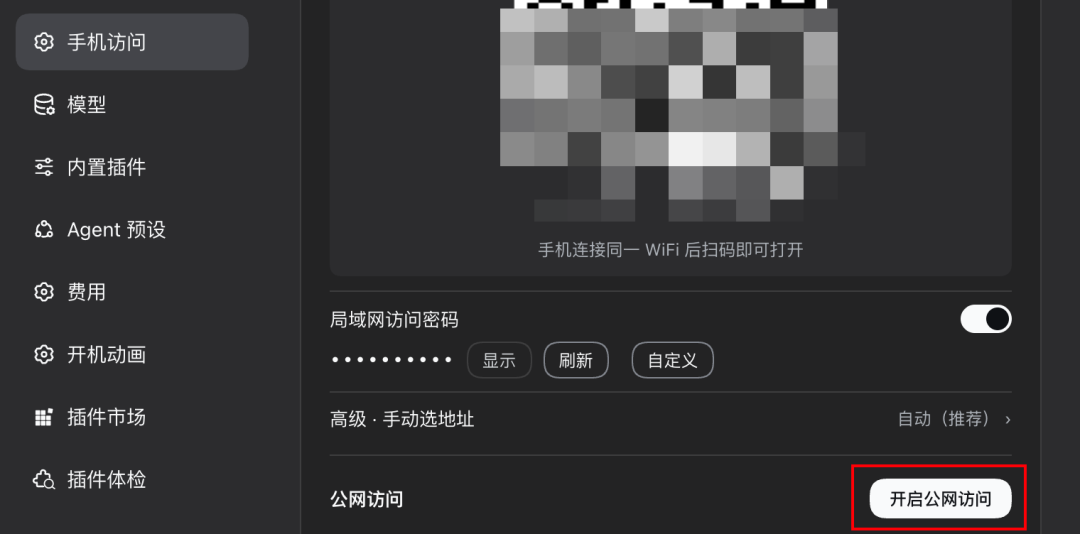 手机访问
模型
内置插件
Agent 预设
费用
开机动画
插件市场
插件体检
手机连接同一 WiFi 后扫码即可打开
局域网访问密码
•••••••••• 显示 刷新 自定义
高级 · 手动选地址 自动（推荐） ›
公网访问 开启公网访问